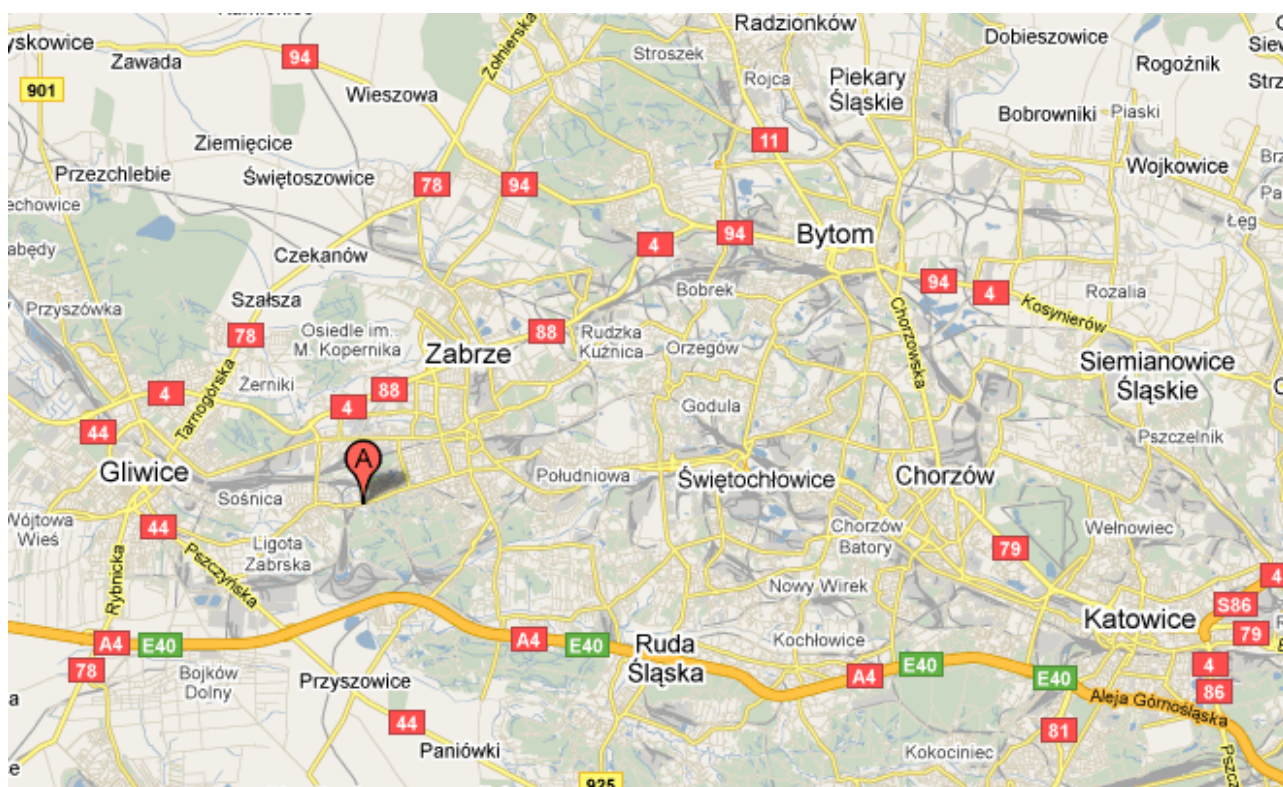 Radzionków
Dobieszowice
Zawada
94
Stroszek
Rogoźnik
901
Żołnierska
Rojca
Piekary
Śląskie
Wieszowa
Bobrowniki
Piaski
Ziemięcice
11
Wojkowice
Przezchlebie
Świętoszowice
78
94
Łęg
4
94
Bytom
Czekanów
94
4
Kosynierów
Rozalia
Bobrek
Przyszówka
Szałsza
Chorzowska
78
Osiedle im.
M. Kopernika
88
Rudzka
Kuźnica
Orzegów
Zabrze
Siemianowice
Śląskie
Żerniki
88
4
4
Godula
Tarnogórska
44
Pszczelnik
Gliwice
A
Południowa
Świętochłowice
Chorzów
Sośnica
Wójtowa
Wieś
44
Chorzów
Batory
Wełnowiec
Ligota
Zabrska
79
Pszczyńska
Rybnicka
Nowy Wirek
S86
Katowice
79
A4
E40
A4
E40
Ruda
Śląska
Kochłowice
78
Bojków
Dolny
Przyszowice
A4
E40
E40
4
86
Aleja Górnośląska
44
Paniówki
81
Kokociniec
925